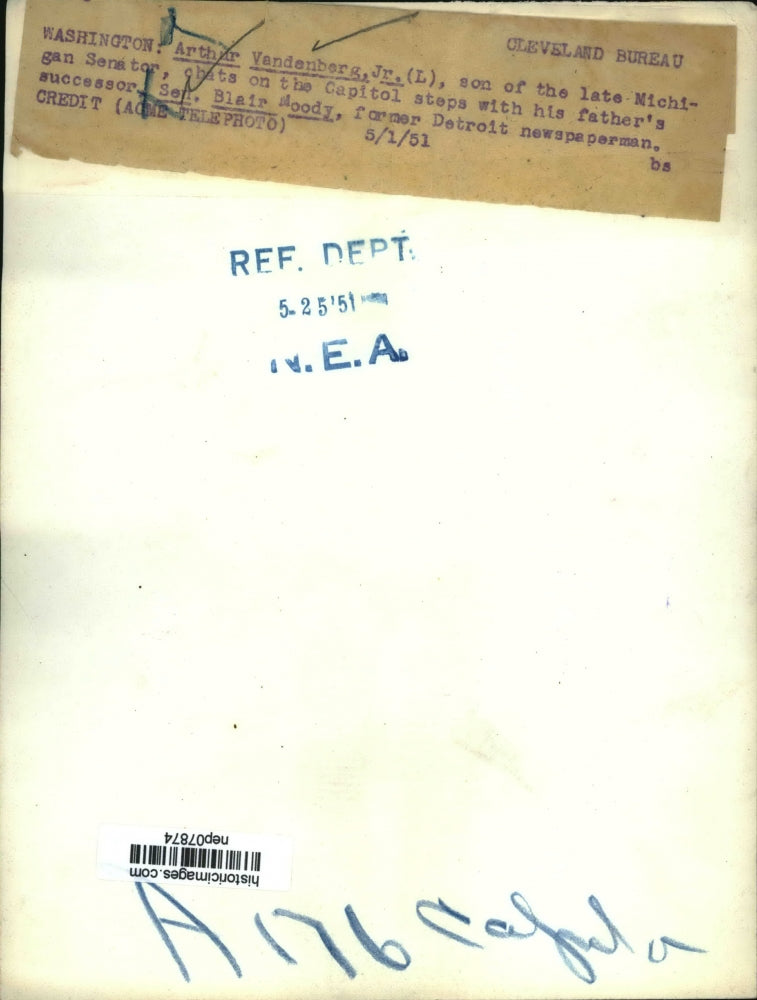 CLEVELAND BUREAU
WASHINGTON: Arthur Vandenberg,Jr.(L), son of the late Michi-
gan Senator, chats on the Capitol steps with his father's
successor, Sen. Blair Moody, former Detroit newspaperman.
CREDIT (ACME TELEPHOTO) 5/1/51
bs
REF. DEPT.
5-25'51
N.E.A.
historicimages.com
nep07874
A 176